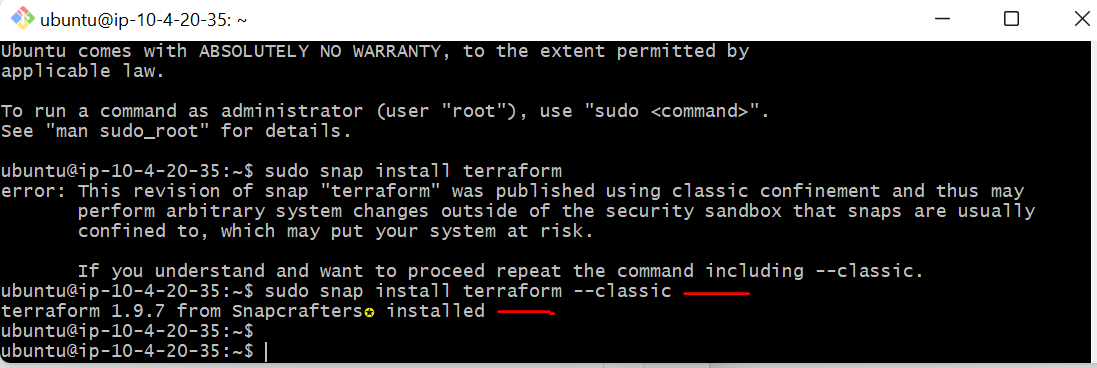 ubuntu@ip-10-4-20-35: ~
Ubuntu comes with ABSOLUTELY NO WARRANTY, to the extent permitted by
applicable law.
To run a command as administrator (user "root"), use "sudo <command>".
See "man sudo_root" for details.
ubuntu@ip-10-4-20-35:~$ sudo snap install terraform
error: This revision of snap "terraform" was published using classic confinement and thus may
perform arbitrary system changes outside of the security sandbox that snaps are usually
confined to, which may put your system at risk.
If you understand and want to proceed repeat the command including --classic.
ubuntu@ip-10-4-20-35:~$ sudo snap install terraform --classic
terraform 1.9.7 from Snapcrafters✪ installed
ubuntu@ip-10-4-20-35:~$
ubuntu@ip-10-4-20-35:~$